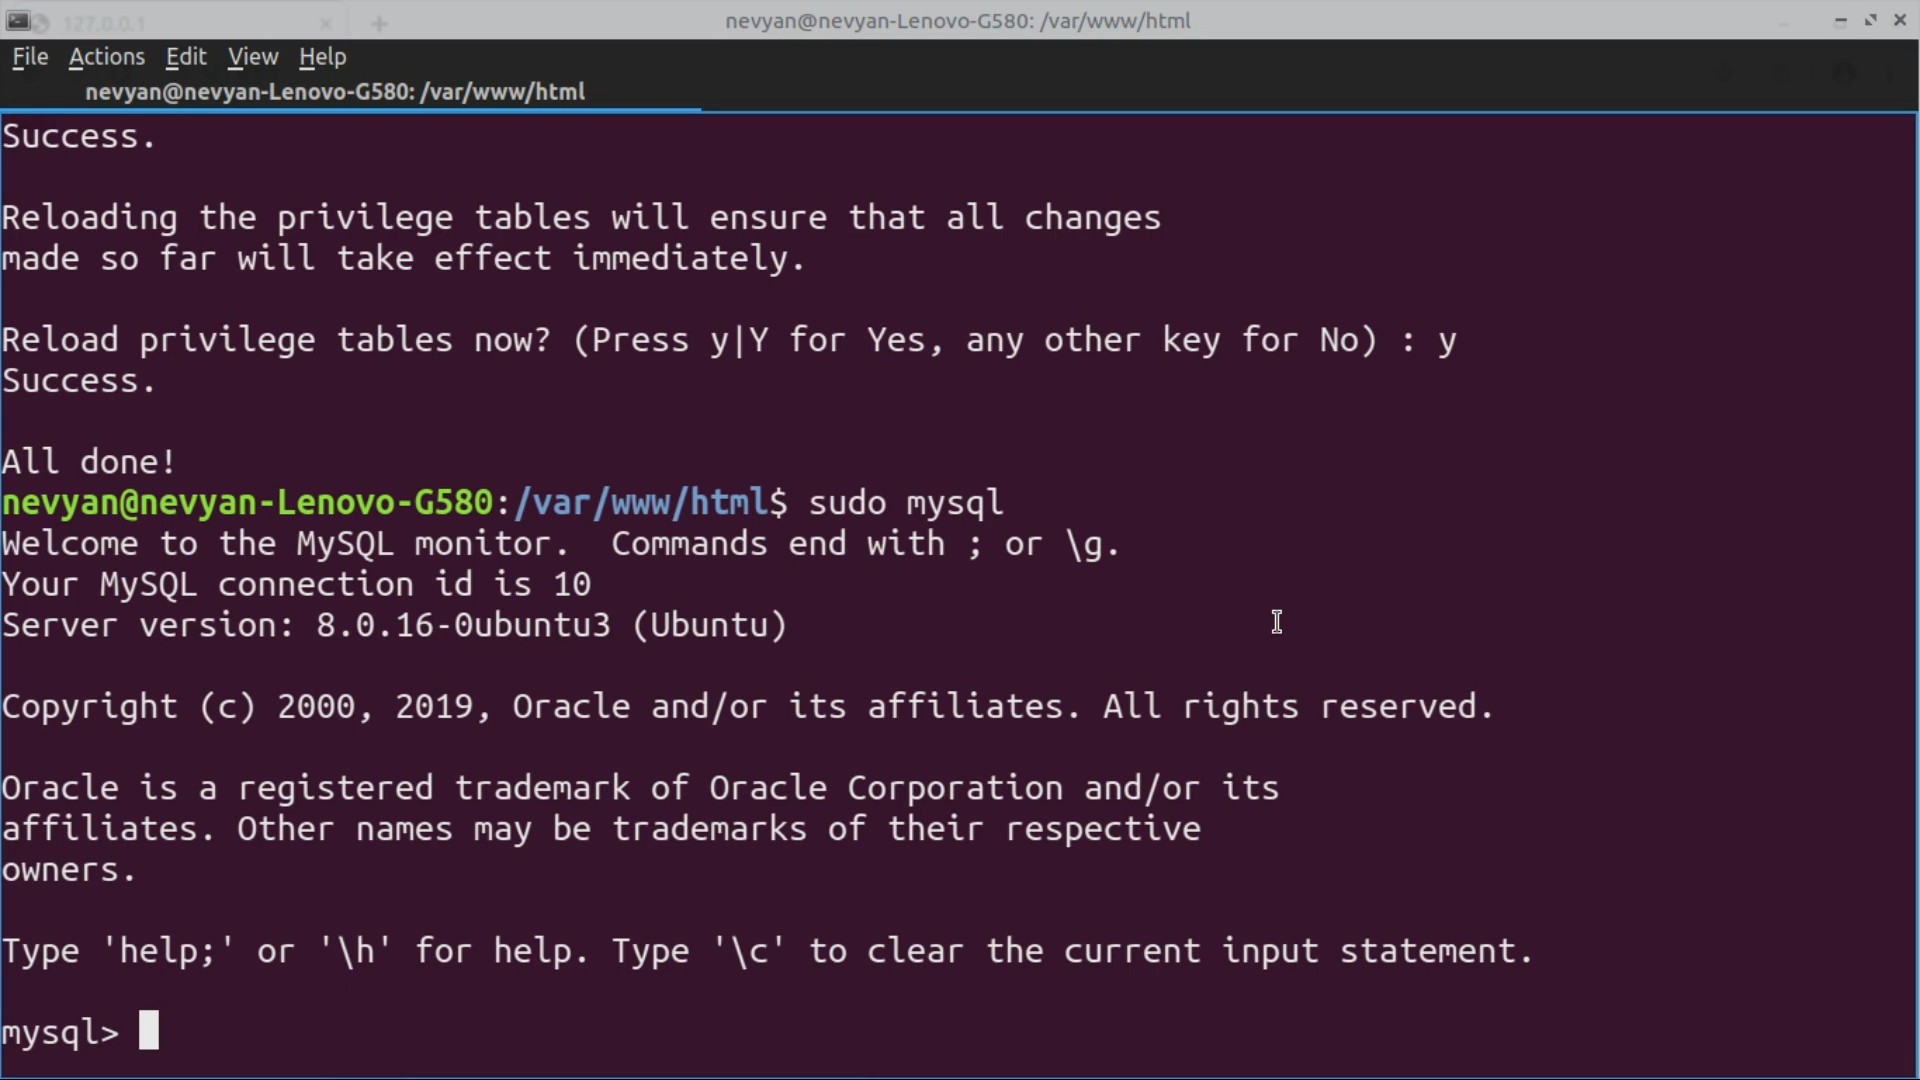 127.0.0.1
nevyan@nevyan-Lenovo-G580: /var/www/html
File Actions Edit View Help
nevyan@nevyan-Lenovo-G580: /var/www/html
Success.
Reloading the privilege tables will ensure that all changes
made so far will take effect immediately.
Reload privilege tables now? (Press y|Y for Yes, any other key for No) : y
Success.
All done!
nevyan@nevyan-Lenovo-G580:/var/www/html$ sudo mysql
Welcome to the MySQL monitor.  Commands end with ; or \g.
Your MySQL connection id is 10
Server version: 8.0.16-0ubuntu3 (Ubuntu)
Copyright (c) 2000, 2019, Oracle and/or its affiliates. All rights reserved.
Oracle is a registered trademark of Oracle Corporation and/or its
affiliates. Other names may be trademarks of their respective
owners.
Type 'help;' or '\h' for help. Type '\c' to clear the current input statement.
mysql>